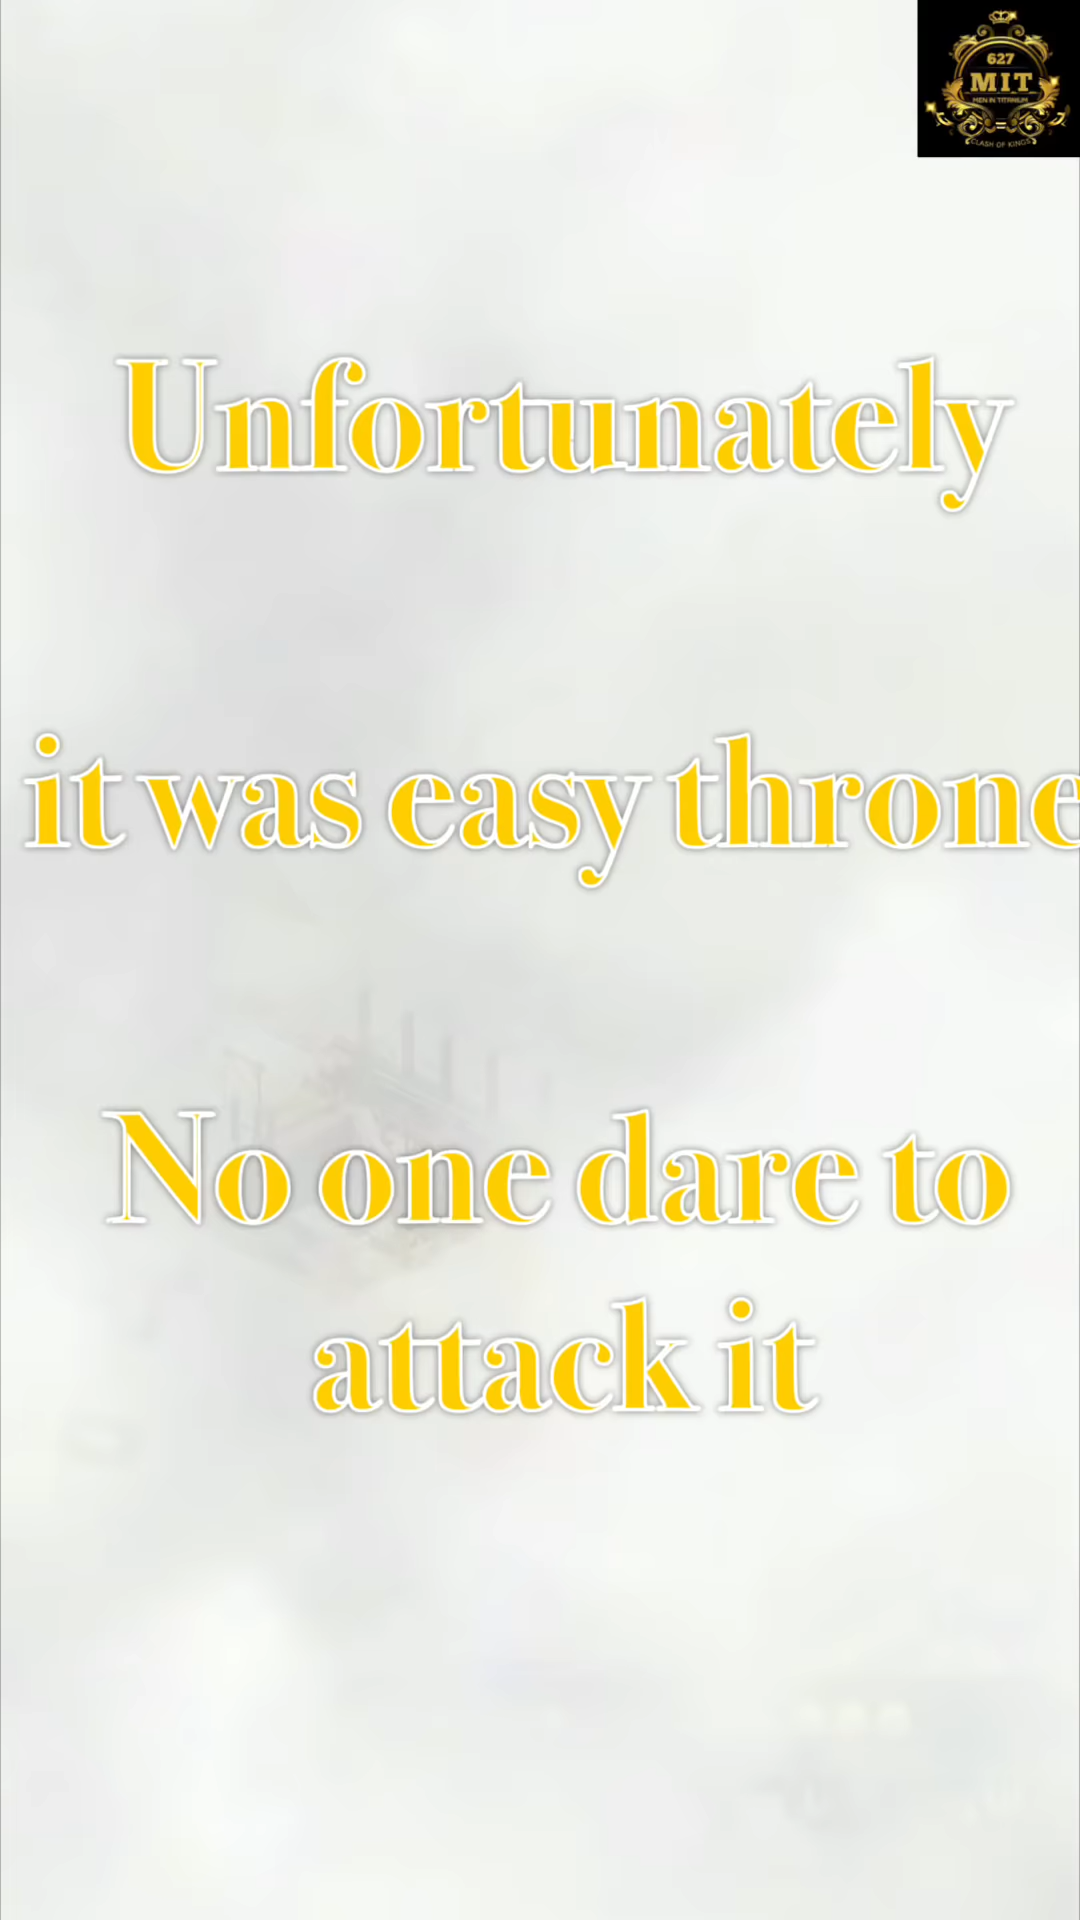 627
MIT
MEN IN TITANIUM
CLASH OF KINGS
Unfortunately
it was easy throne
No one dare to
attack it